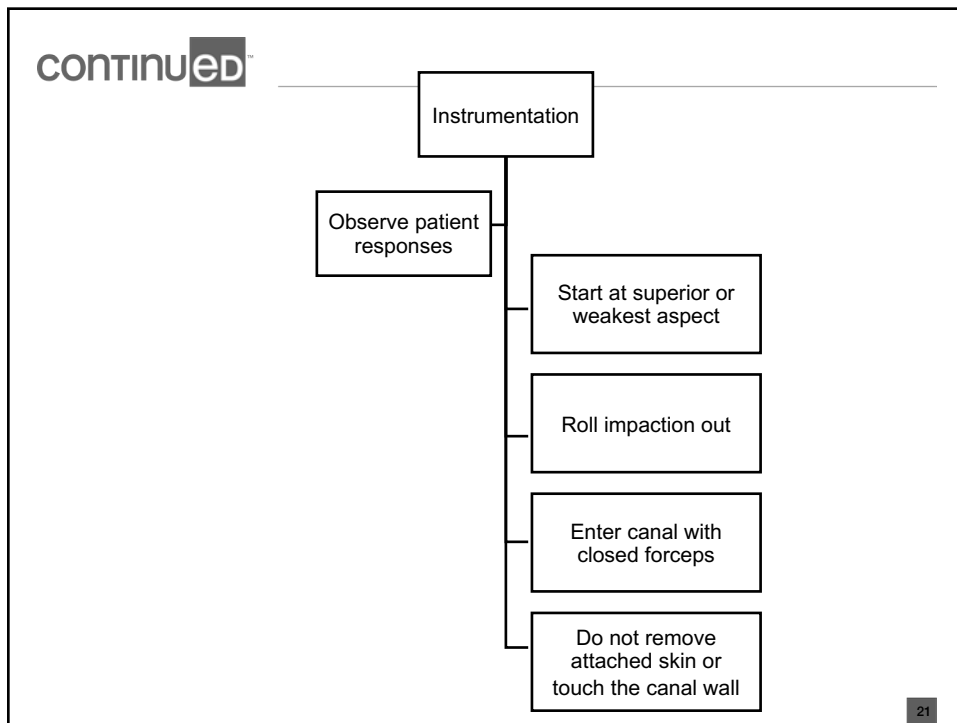 continued™
Instrumentation
Observe patient
responses
Start at superior or
weakest aspect
Roll impaction out
Enter canal with
closed forceps
Do not remove
attached skin or
touch the canal wall
21